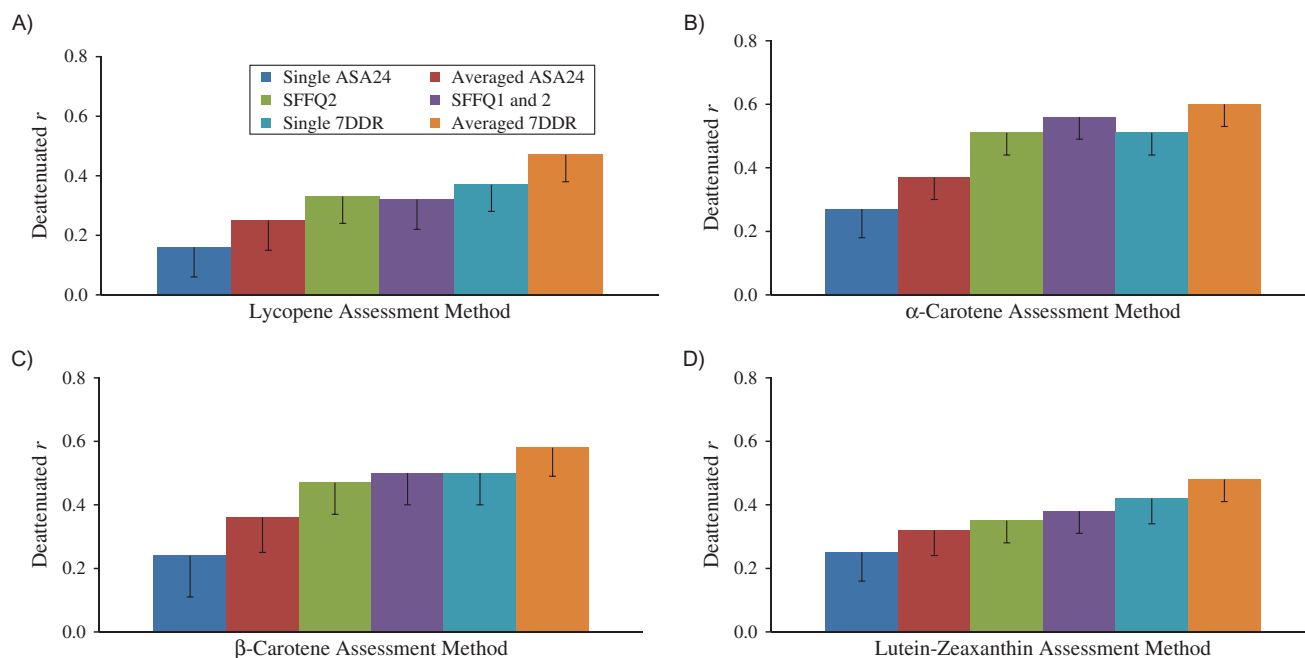 A)
0.8
0.6
0.4
0.2
0.0
Deattenuated r
Single ASA24
Averaged ASA24
SFFQ2
SFFQ1 and 2
Single 7DDR
Averaged 7DDR
Lycopene Assessment Method
B)
0.8
0.6
0.4
0.2
0.0
Deattenuated r
α-Carotene Assessment Method
C)
0.8
0.6
0.4
0.2
0.0
Deattenuated r
β-Carotene Assessment Method
D)
0.8
0.6
0.4
0.2
0.0
Deattenuated r
Lutein-Zeaxanthin Assessment Method